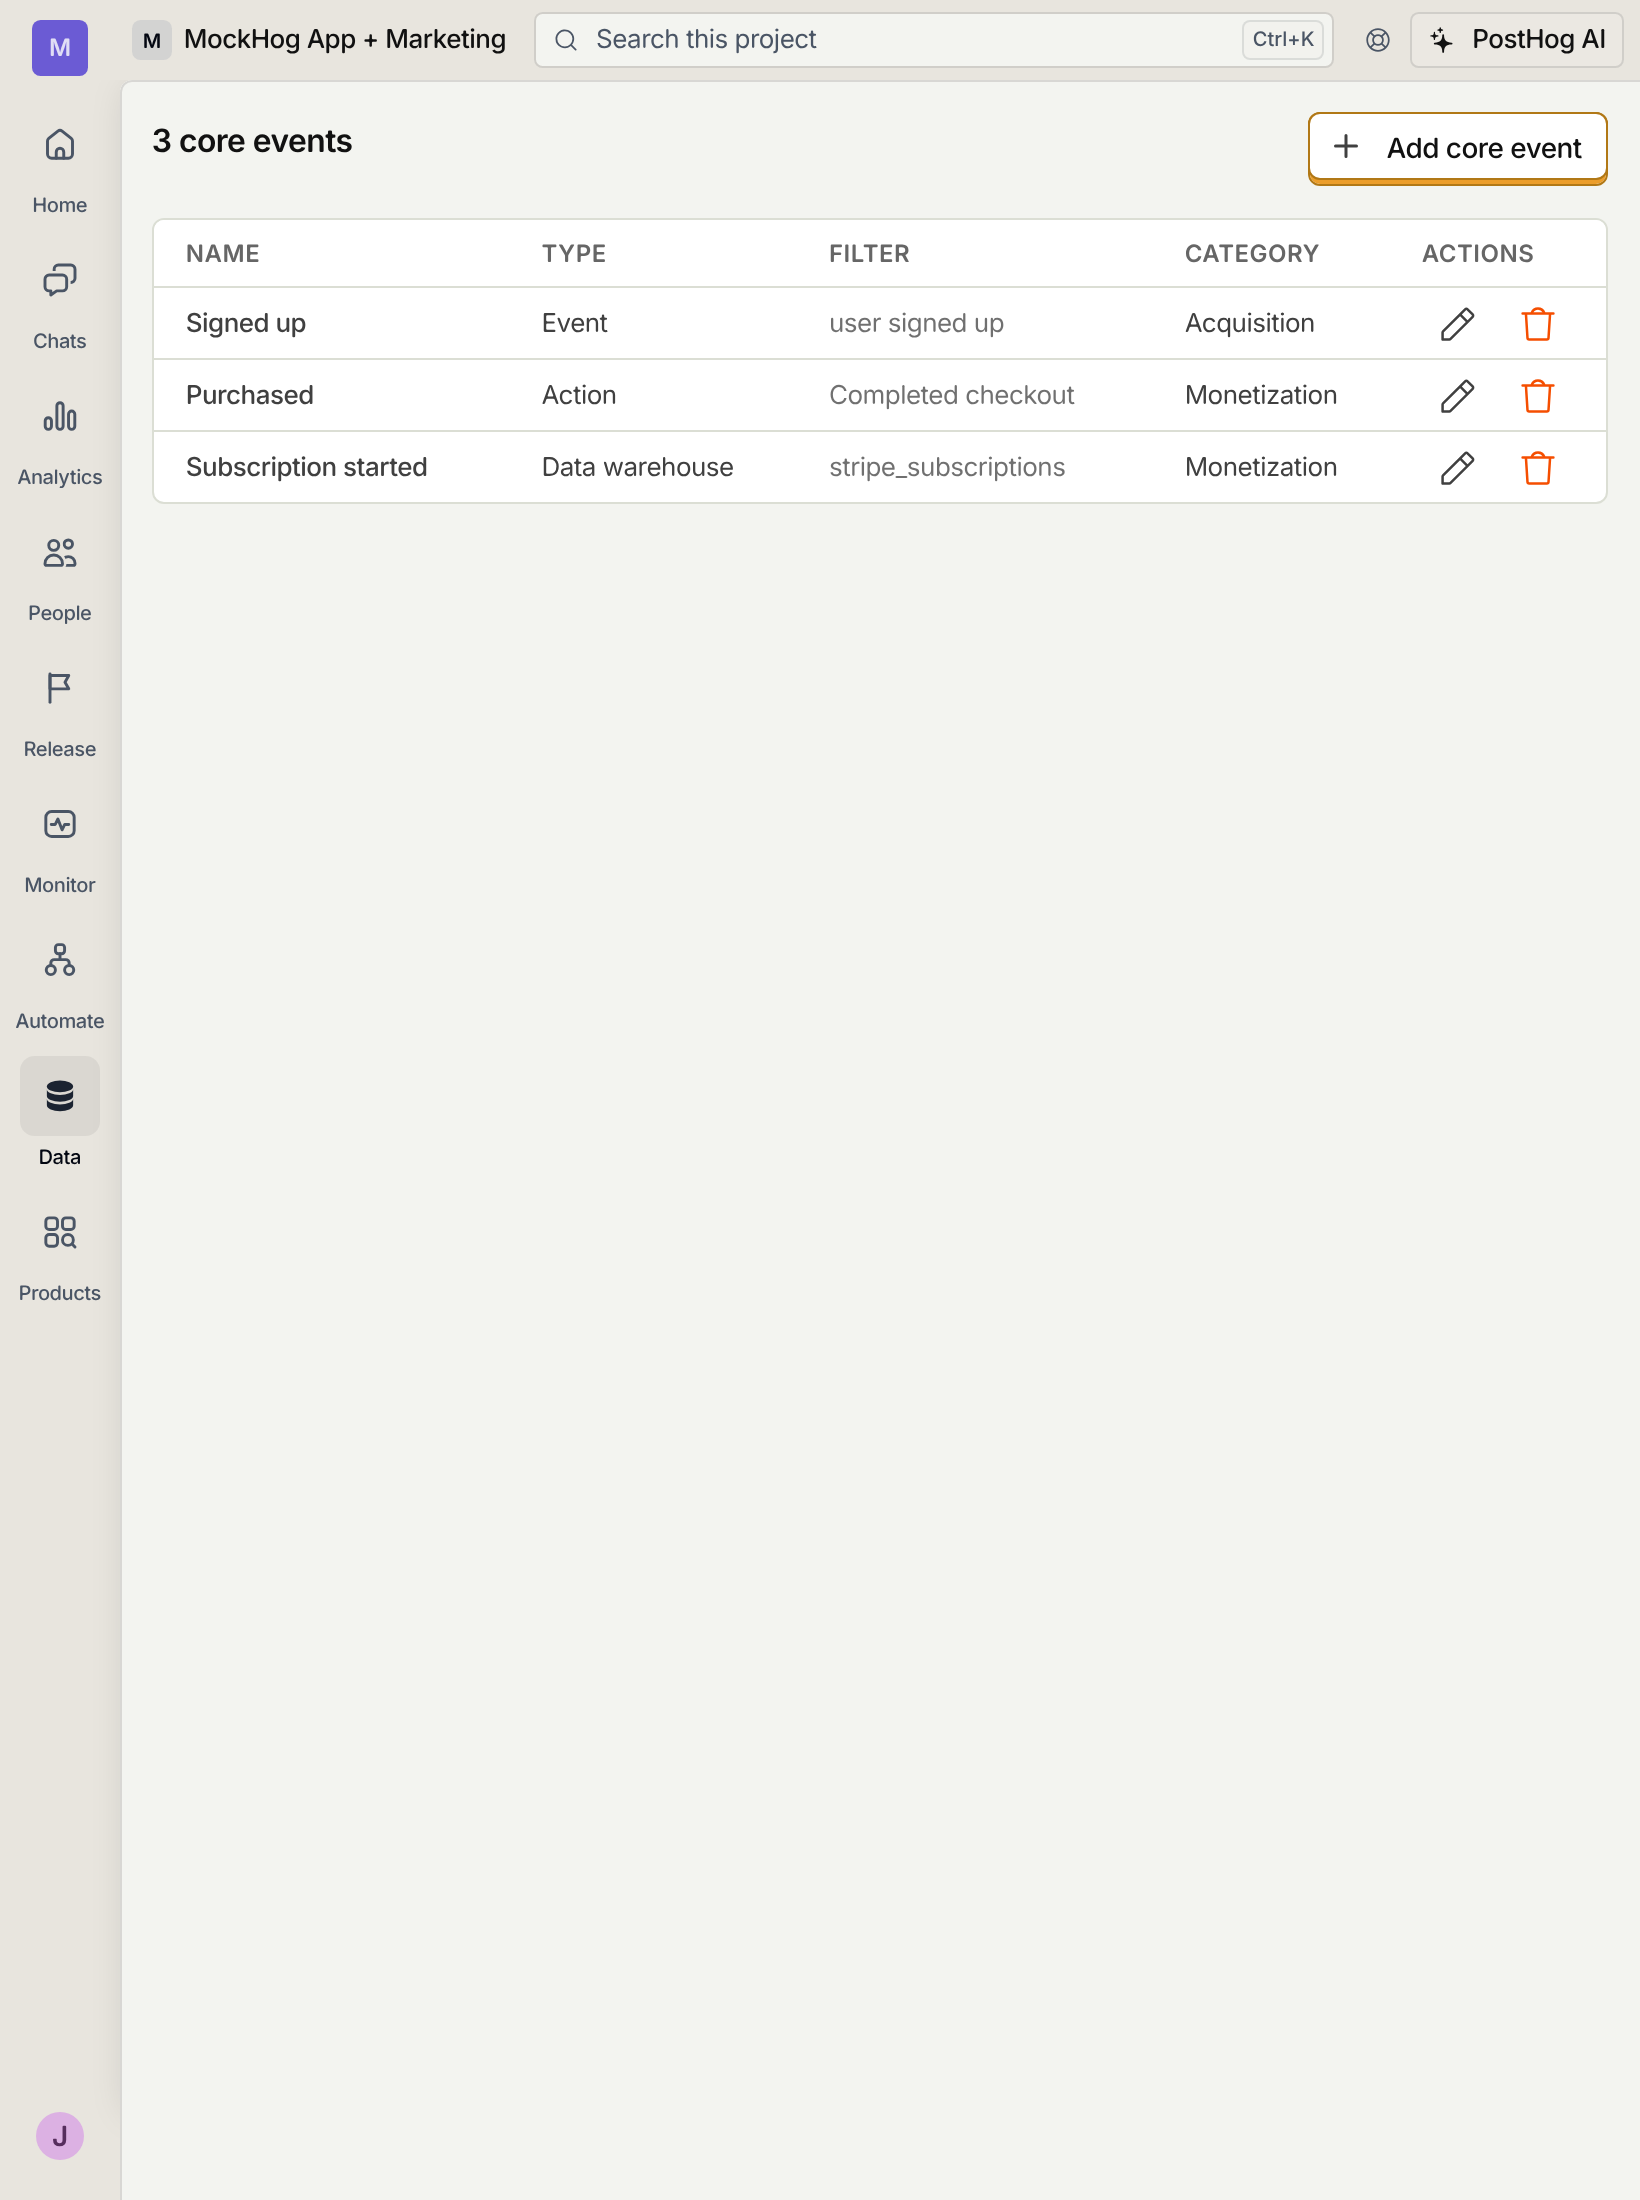 M
M MockHog App + Marketing
Search this project
Ctrl+K
PostHog AI
Home
Chats
Analytics
People
Release
Monitor
Automate
Data
Products
J
3 core events
Add core event
NAME TYPE FILTER CATEGORY ACTIONS
Signed up Event user signed up Acquisition
Purchased Action Completed checkout Monetization
Subscription started Data warehouse stripe_subscriptions Monetization